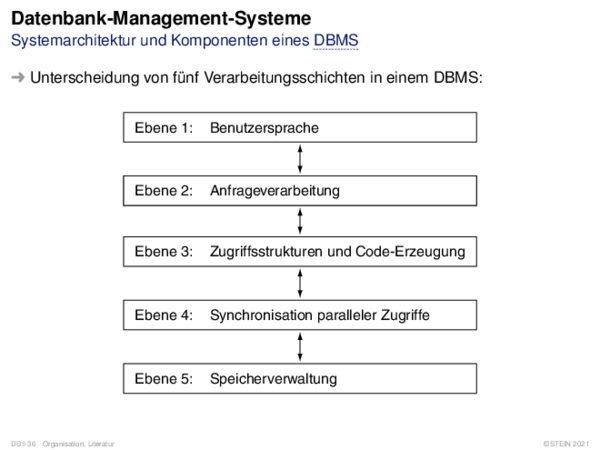 Datenbank-Management-Systeme
Systemarchitektur und Komponenten eines DBMS
➜ Unterscheidung von fünf Verarbeitungsschichten in einem DBMS:
Ebene 1: Benutzersprache
Ebene 2: Anfrageverarbeitung
Ebene 3: Zugriffsstrukturen und Code-Erzeugung
Ebene 4: Synchronisation paralleler Zugriffe
Ebene 5: Speicherverwaltung
DB:I-36 Organisation, Literatur ©STEIN 2021